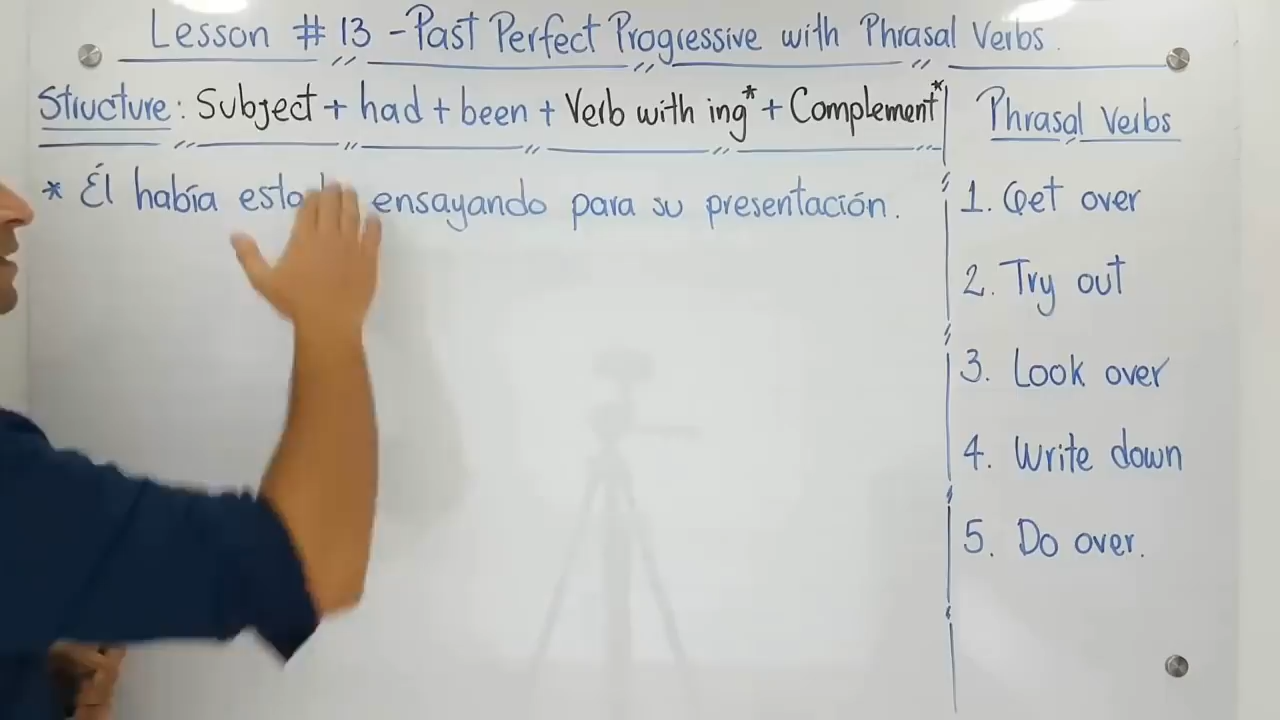 Lesson # 13 - Past Perfect Progressive with Phrasal Verbs.
Structure: Subject + had + been + Verb with ing* + Complement*
* Él había ensayando para su presentación.
Phrasal Verbs
1. Get over
2. Try out
3. Look over
4. Write down
5. Do over.